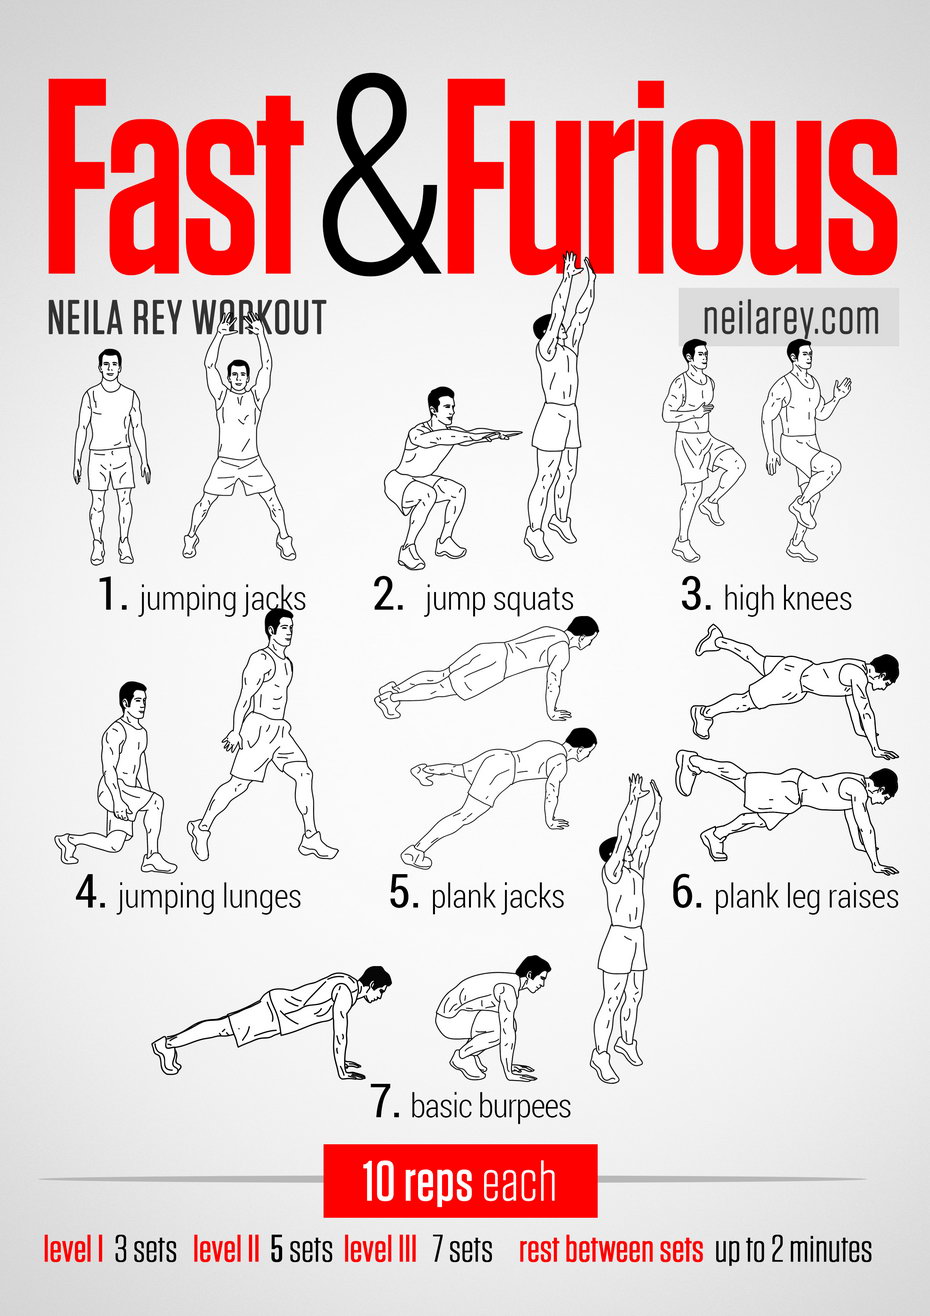 Fast & Furious
NEILA REY WORKOUT
neilarey.com
1. jumping jacks
2. jump squats
3. high knees
4. jumping lunges
5. plank jacks
6. plank leg raises
7. basic burpees
10 reps each
level I 3 sets level II 5 sets level III 7 sets rest between sets up to 2 minutes